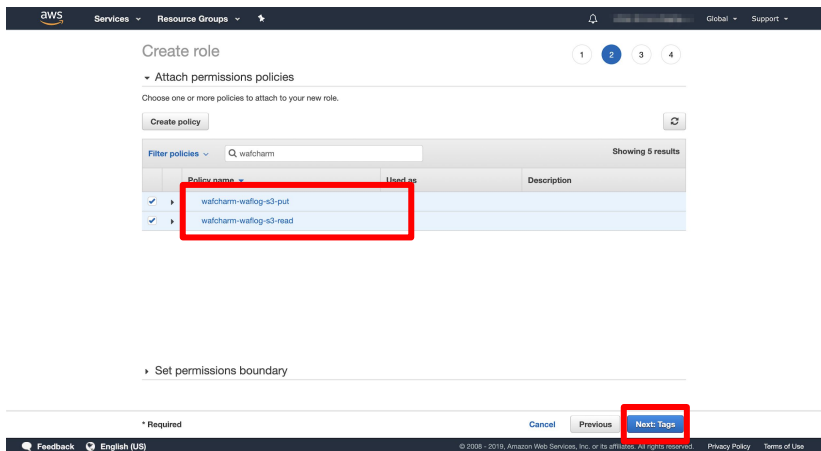 aws Services Resource Groups Global Support
Create role 1 2 3 4
Attach permissions policies
Choose one or more policies to attach to your new role.
Create policy
Filter policies wafcharm Showing 5 results
Policy name Used as Description
wafcharm-waflog-s3-put
wafcharm-waflog-s3-read
Set permissions boundary
* Required Cancel Previous Next: Tags
Feedback English (US) © 2008 - 2019, Amazon Web Services, Inc. or its affiliates. All rights reserved. Privacy Policy Terms of Use